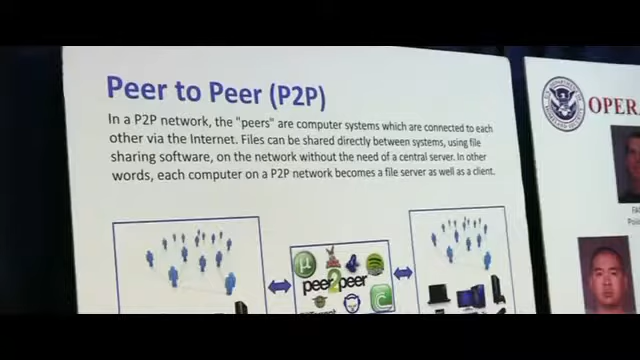 Peer to Peer (P2P)
In a P2P network, the "peers" are computer systems which are connected to each
other via the Internet. Files can be shared directly between systems, using file
sharing software, on the network without the need of a central server. In other
words, each computer on a P2P network becomes a file server as well as a client.
peer2peer
OPERA